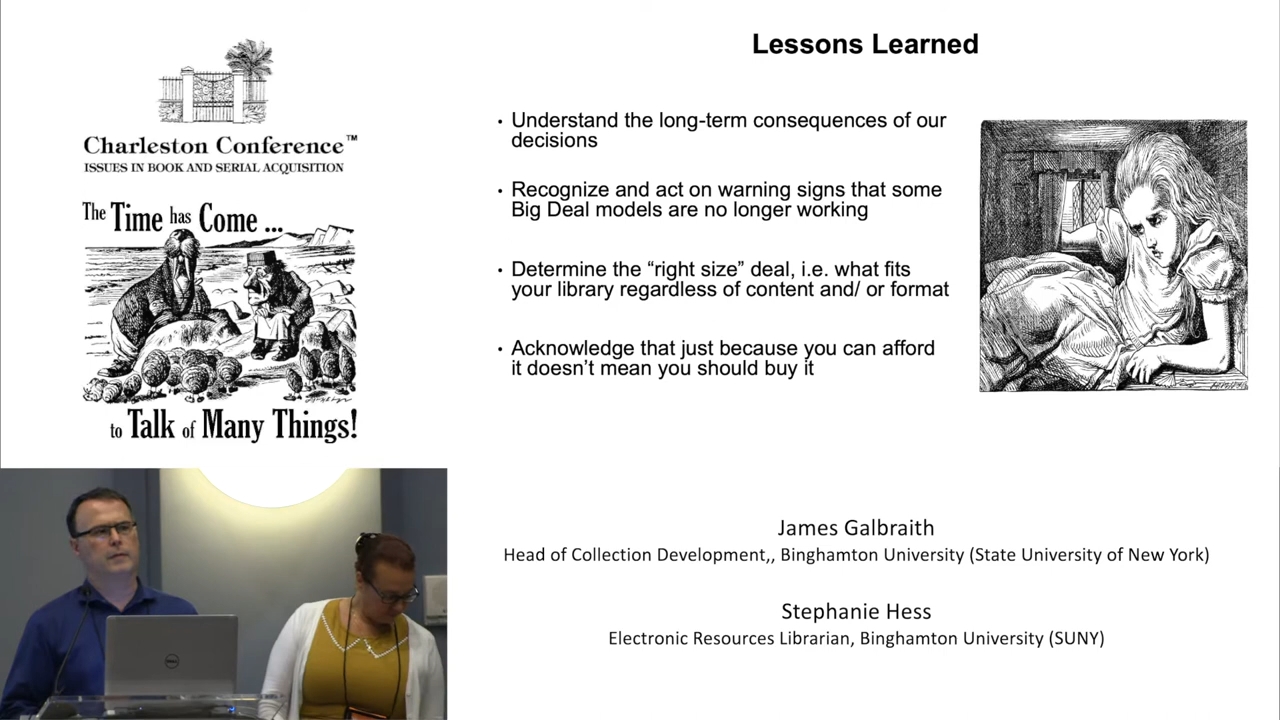 Charleston Conference™
ISSUES IN BOOK AND SERIAL ACQUISITION
The Time has Come ...
to Talk of Many Things!
Lessons Learned
• Understand the long-term consequences of our
decisions
• Recognize and act on warning signs that some
Big Deal models are no longer working
• Determine the “right size” deal, i.e. what fits
your library regardless of content and/ or format
• Acknowledge that just because you can afford
it doesn’t mean you should buy it
James Galbraith
Head of Collection Development,, Binghamton University (State University of New York)
Stephanie Hess
Electronic Resources Librarian, Binghamton University (SUNY)
DELL